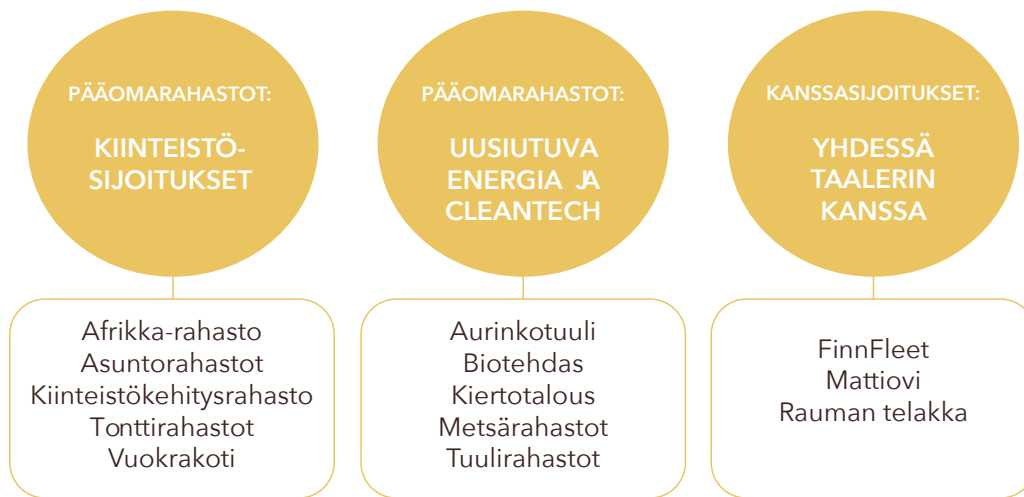 PÄÄOMARAHASTOT:
KIINTEISTÖ-
SIJOITUKSET
Afrikka-rahasto
Asuntorahastot
Kiinteistökehitysrahasto
Tonttirahastot
Vuokrakoti
PÄÄOMARAHASTOT:
UUSIUTUVA
ENERGIA JA
CLEANTECH
Aurinkotuuli
Biotehdas
Kiertotalous
Metsärahastot
Tuulirahastot
KANSSASIJOITUKSET:
YHDESSÄ
TAALERIN
KANSSA
FinnFleet
Mattiovi
Rauman telakka